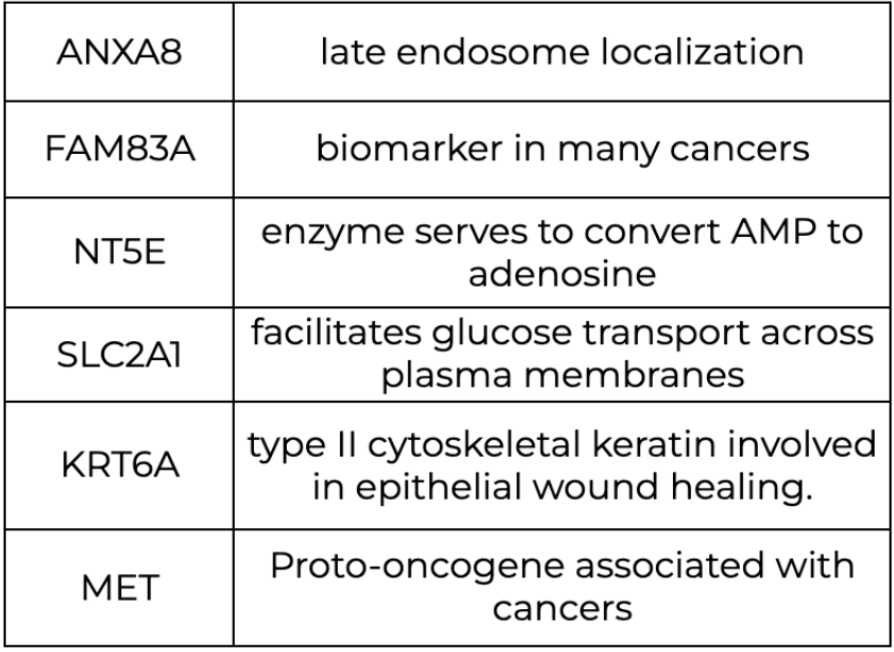 ANXA8
late endosome localization
FAM83A
biomarker in many cancers
NT5E
enzyme serves to convert AMP to
adenosine
SLC2A1
facilitates glucose transport across
plasma membranes
KRT6A
type II cytoskeletal keratin involved
in epithelial wound healing.
MET
Proto-oncogene associated with
cancers